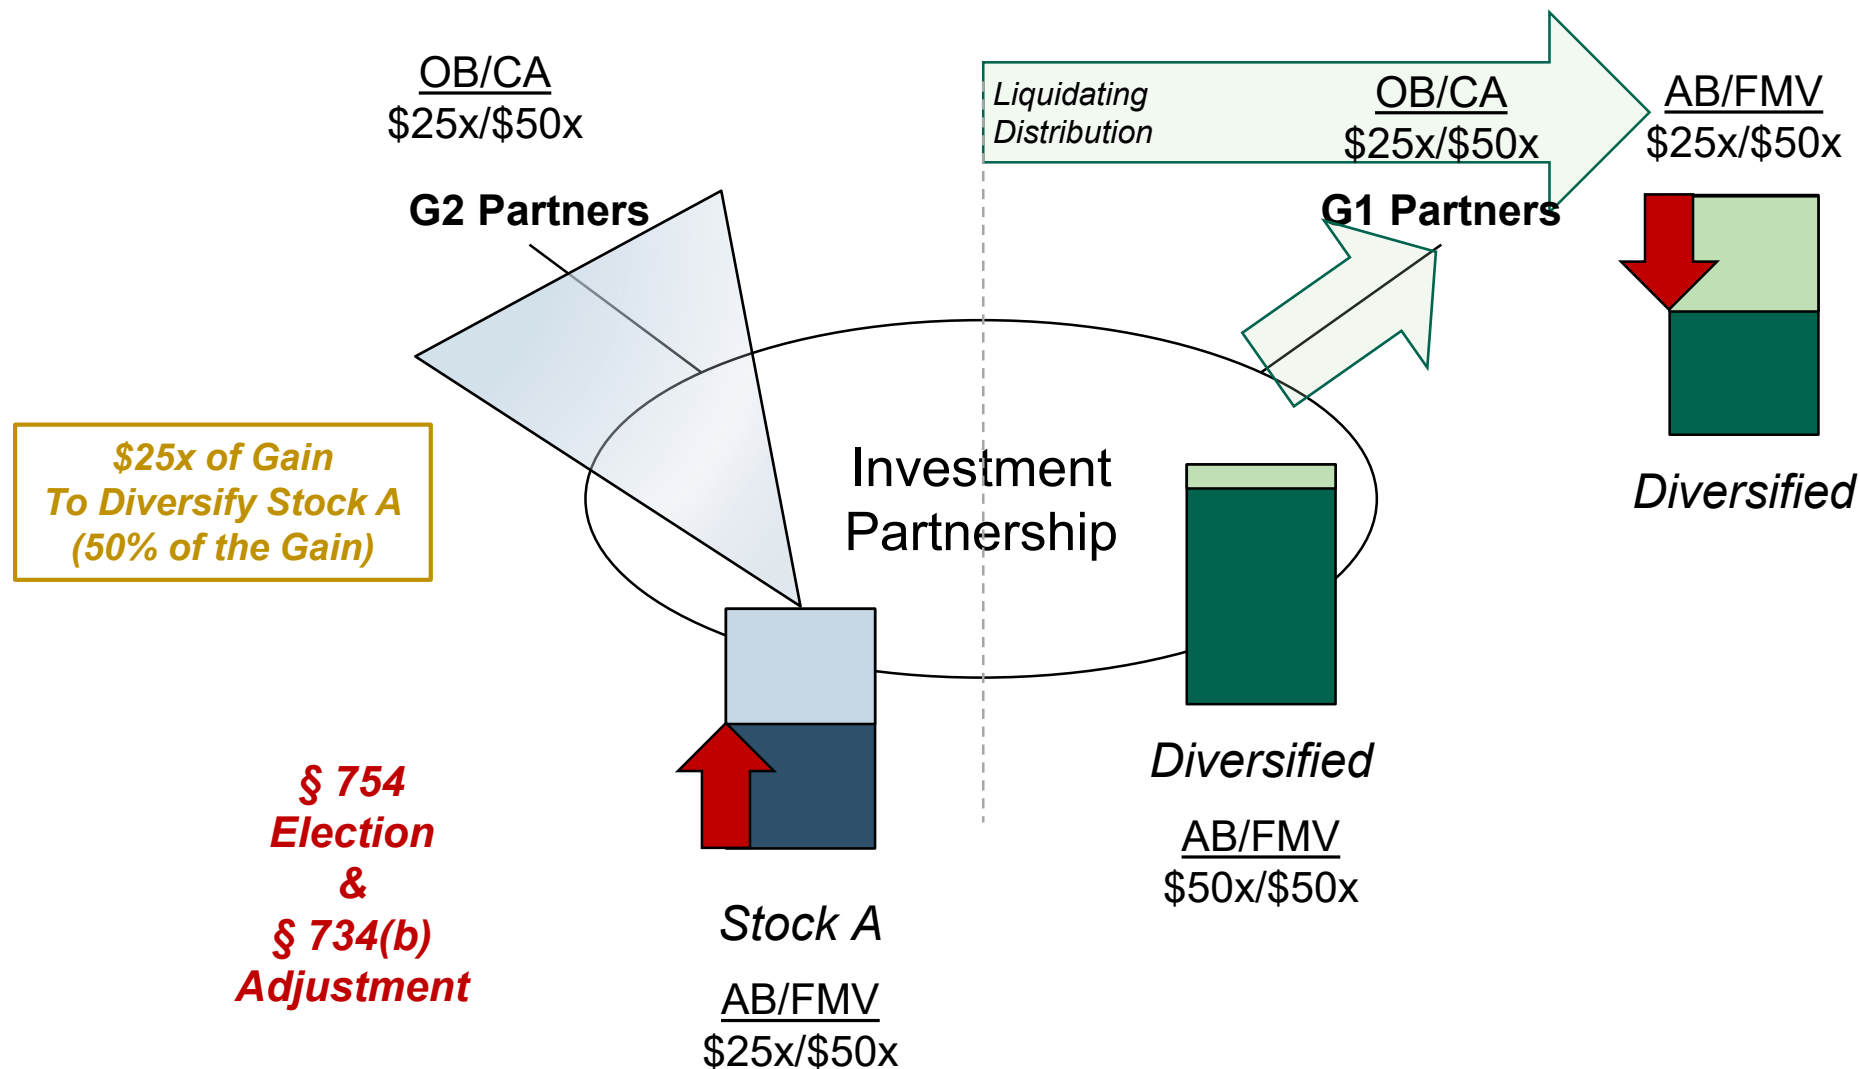 OB/CA
$25x/$50x
G2 Partners
Liquidating
Distribution
OB/CA
$25x/$50x
G1 Partners
AB/FMV
$25x/$50x
Diversified
$25x of Gain
To Diversify Stock A
(50% of the Gain)
Investment
Partnership
Diversified
AB/FMV
$50x/$50x
§ 754
Election
&
§ 734(b)
Adjustment
Stock A
AB/FMV
$25x/$50x